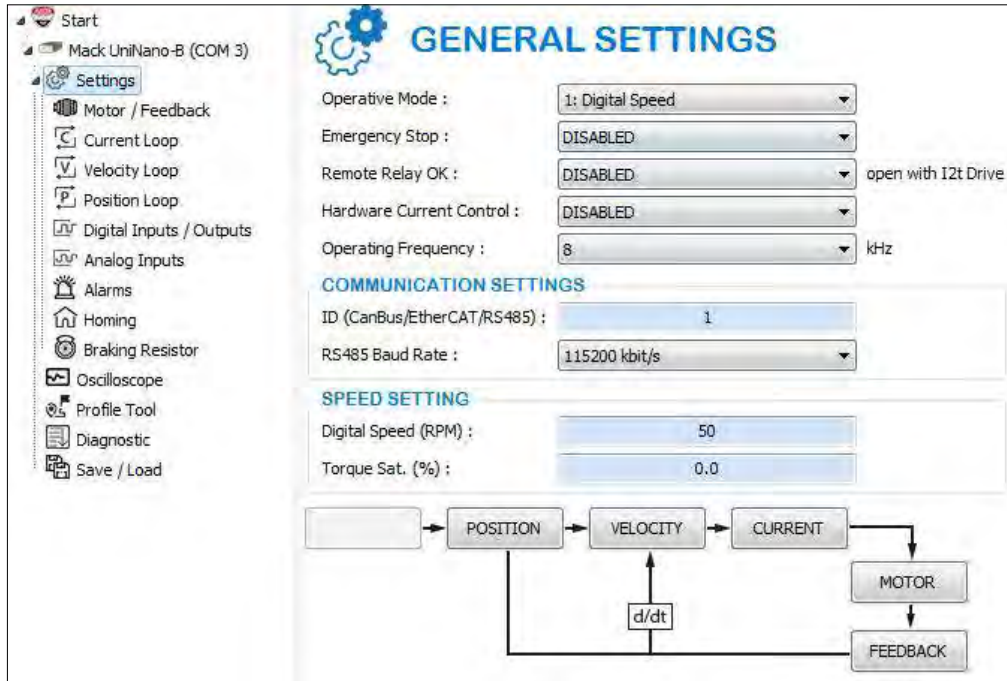 Start
Mack UniNano-B (COM 3)
Settings
Motor / Feedback
C Current Loop
V Velocity Loop
P Position Loop
Digital Inputs / Outputs
Analog Inputs
Alarms
Homing
Braking Resistor
Oscilloscope
Profile Tool
Diagnostic
Save / Load
GENERAL SETTINGS
Operative Mode : 1: Digital Speed
Emergency Stop : DISABLED
Remote Relay OK : DISABLED open with I2t Drive
Hardware Current Control : DISABLED
Operating Frequency : 8 kHz
COMMUNICATION SETTINGS
ID (CanBus/EtherCAT/RS485) : 1
RS485 Baud Rate : 115200 kbit/s
SPEED SETTING
Digital Speed (RPM) : 50
Torque Sat. (%) : 0.0
POSITION VELOCITY CURRENT
MOTOR
d/dt
FEEDBACK